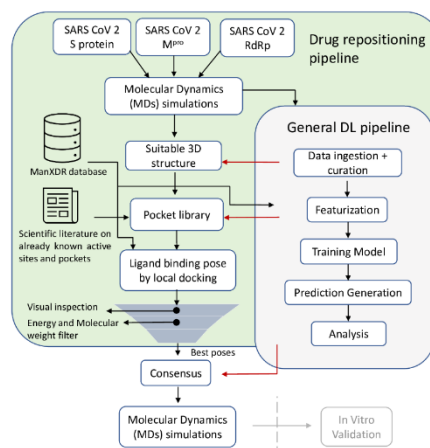 SARS CoV 2
S protein
SARS CoV 2
Mpro
SARS CoV 2
RdRp
Drug repositioning
pipeline
Molecular Dynamics
(MDs) simulations
General DL pipeline
Suitable 3D
structure
Data ingestion +
curation
ManXDR database
Pocket library
Featurization
Scientific literature on
already known active
sites and pockets
Training Model
Ligand binding pose
by local docking
Prediction Generation
Visual inspection
Energy and Molecular
weight filter
Analysis
Best poses
Consensus
Molecular Dynamics
(MDs) simulations
In Vitro
Validation